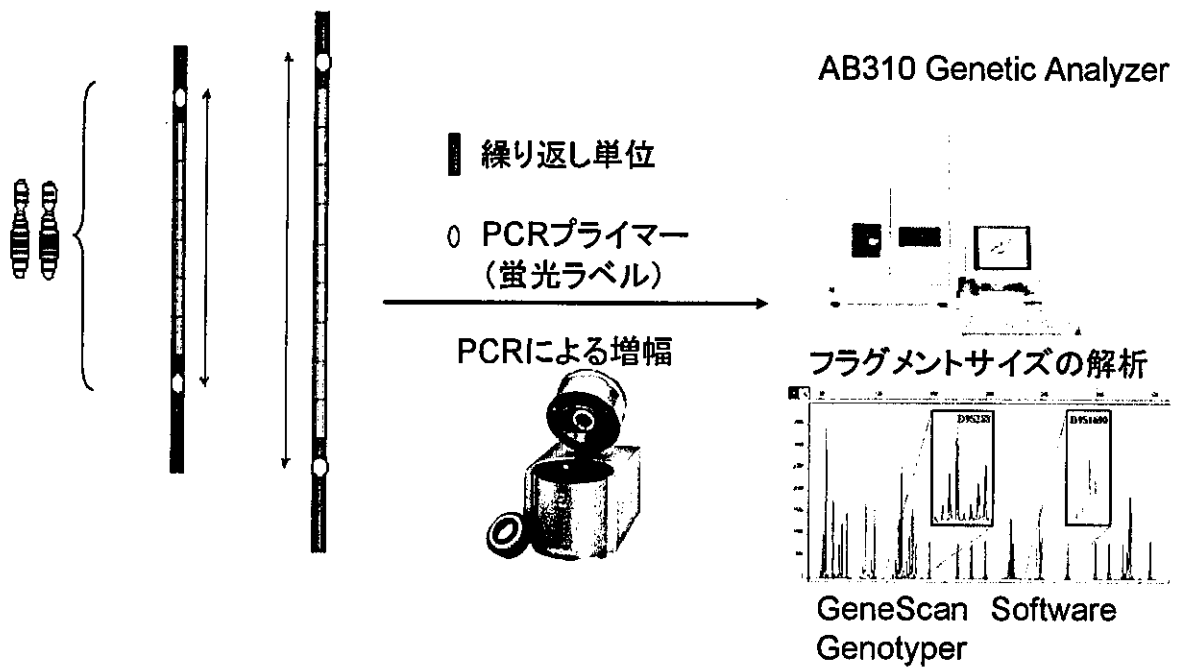 繰り返し単位
PCRプライマー
(蛍光ラベル)
PCRによる増幅
AB310 Genetic Analyzer
フラグメントサイズの解析
GeneScan Software
Genotyper